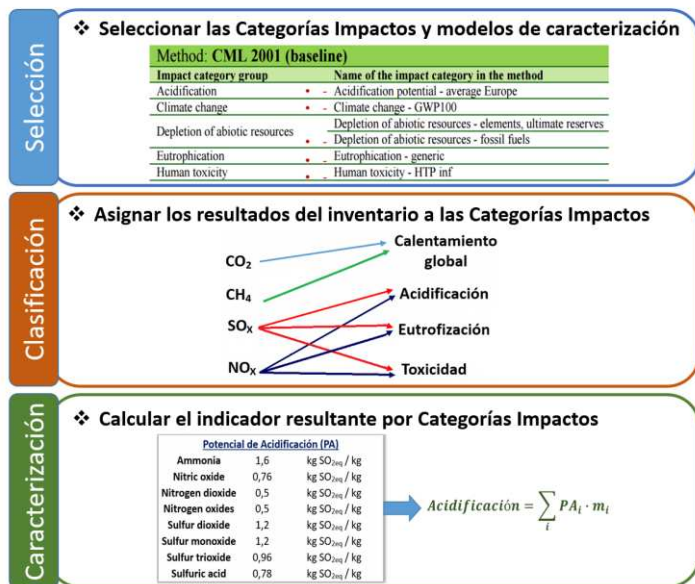 Selección
❖ Seleccionar las Categorías Impactos y modelos de caracterización
Method: CML 2001 (baseline)
Impact category group Name of the impact category in the method
Acidification • - Acidification potential - average Europe
Climate change • - Climate change - GWP100
Depletion of abiotic resources Depletion of abiotic resources - elements, ultimate reserves
• - Depletion of abiotic resources - fossil fuels
Eutrophication • - Eutrophication - generic
Human toxicity • - Human toxicity - HTP inf
Clasificación
❖ Asignar los resultados del inventario a las Categorías Impactos
CO₂
CH₄
SOₓ
NOₓ
Calentamiento
global
Acidificación
Eutrofización
Toxicidad
Caracterización
❖ Calcular el indicador resultante por Categorías Impactos
Potencial de Acidificación (PA)
Ammonia 1,6 kg SO₂eq / kg
Nitric oxide 0,76 kg SO₂eq / kg
Nitrogen dioxide 0,5 kg SO₂eq / kg
Nitrogen oxides 0,5 kg SO₂eq / kg
Sulfur dioxide 1,2 kg SO₂eq / kg
Sulfur monoxide 1,2 kg SO₂eq / kg
Sulfur trioxide 0,96 kg SO₂eq / kg
Sulfuric acid 0,78 kg SO₂eq / kg
Acidificación = ∑ᵢ PAᵢ · mᵢ